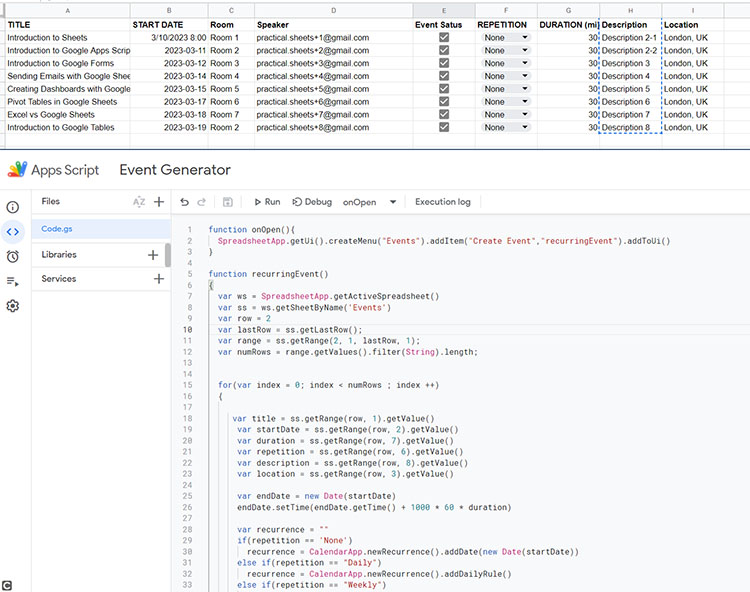 A B C D E F G H I
TITLE START DATE Room Speaker Event Satus REPETITION DURATION (mi Description Location
Introduction to Sheets 3/10/2023 8:00 Room 1 practical.sheets+1@gmail.com None 30 Description 2-1 London, UK
Introduction to Google Apps Scrip 2023-03-11 Room 2 practical.sheets+2@gmail.com None 30 Description 2-2 London, UK
Introduction to Google Forms 2023-03-12 Room 3 practical.sheets+3@gmail.com None 30 Description 3 London, UK
Sending Emails with Google Shee 2023-03-14 Room 4 practical.sheets+4@gmail.com None 30 Description 4 London, UK
Creating Dashboards with Google 2023-03-15 Room 5 practical.sheets+5@gmail.com None 30 Description 5 London, UK
Pivot Tables in Google Sheets 2023-03-17 Room 6 practical.sheets+6@gmail.com None 30 Description 6 London, UK
Excel vs Google Sheets 2023-03-18 Room 7 practical.sheets+7@gmail.com None 30 Description 7 London, UK
Introduction to Google Tables 2023-03-19 Room 2 practical.sheets+8@gmail.com None 30 Description 8 London, UK
Apps Script Event Generator
Files AZ Run Debug onOpen Execution log
Code.gs
Libraries
Services
1 function onOpen(){
2 SpreadsheetApp.getUi().createMenu("Events").addItem("Create Event","recurringEvent").addToUi()
3 }
4
5 function recurringEvent()
6 {
7 var ws = SpreadsheetApp.getActiveSpreadsheet()
8 var ss = ws.getSheetByName('Events')
9 var row = 2
10 var lastRow = ss.getLastRow();
11 var range = ss.getRange(2, 1, lastRow, 1);
12 var numRows = range.getValues().filter(String).length;
13
14
15 for(var index = 0; index < numRows ; index ++)
16 {
17
18 var title = ss.getRange(row, 1).getValue()
19 var startDate = ss.getRange(row, 2).getValue()
20 var duration = ss.getRange(row, 7).getValue()
21 var repetition = ss.getRange(row, 6).getValue()
22 var description = ss.getRange(row, 8).getValue()
23 var location = ss.getRange(row, 3).getValue()
24
25 var endDate = new Date(startDate)
26 endDate.setTime(endDate.getTime() + 1000 * 60 * duration)
27
28 var recurrence = ""
29 if(repetition == 'None')
30 recurrence = CalendarApp.newRecurrence().addDate(new Date(startDate))
31 else if(repetition == "Daily")
32 recurrence = CalendarApp.newRecurrence().addDailyRule()
33 else if(repetition == "Weekly")